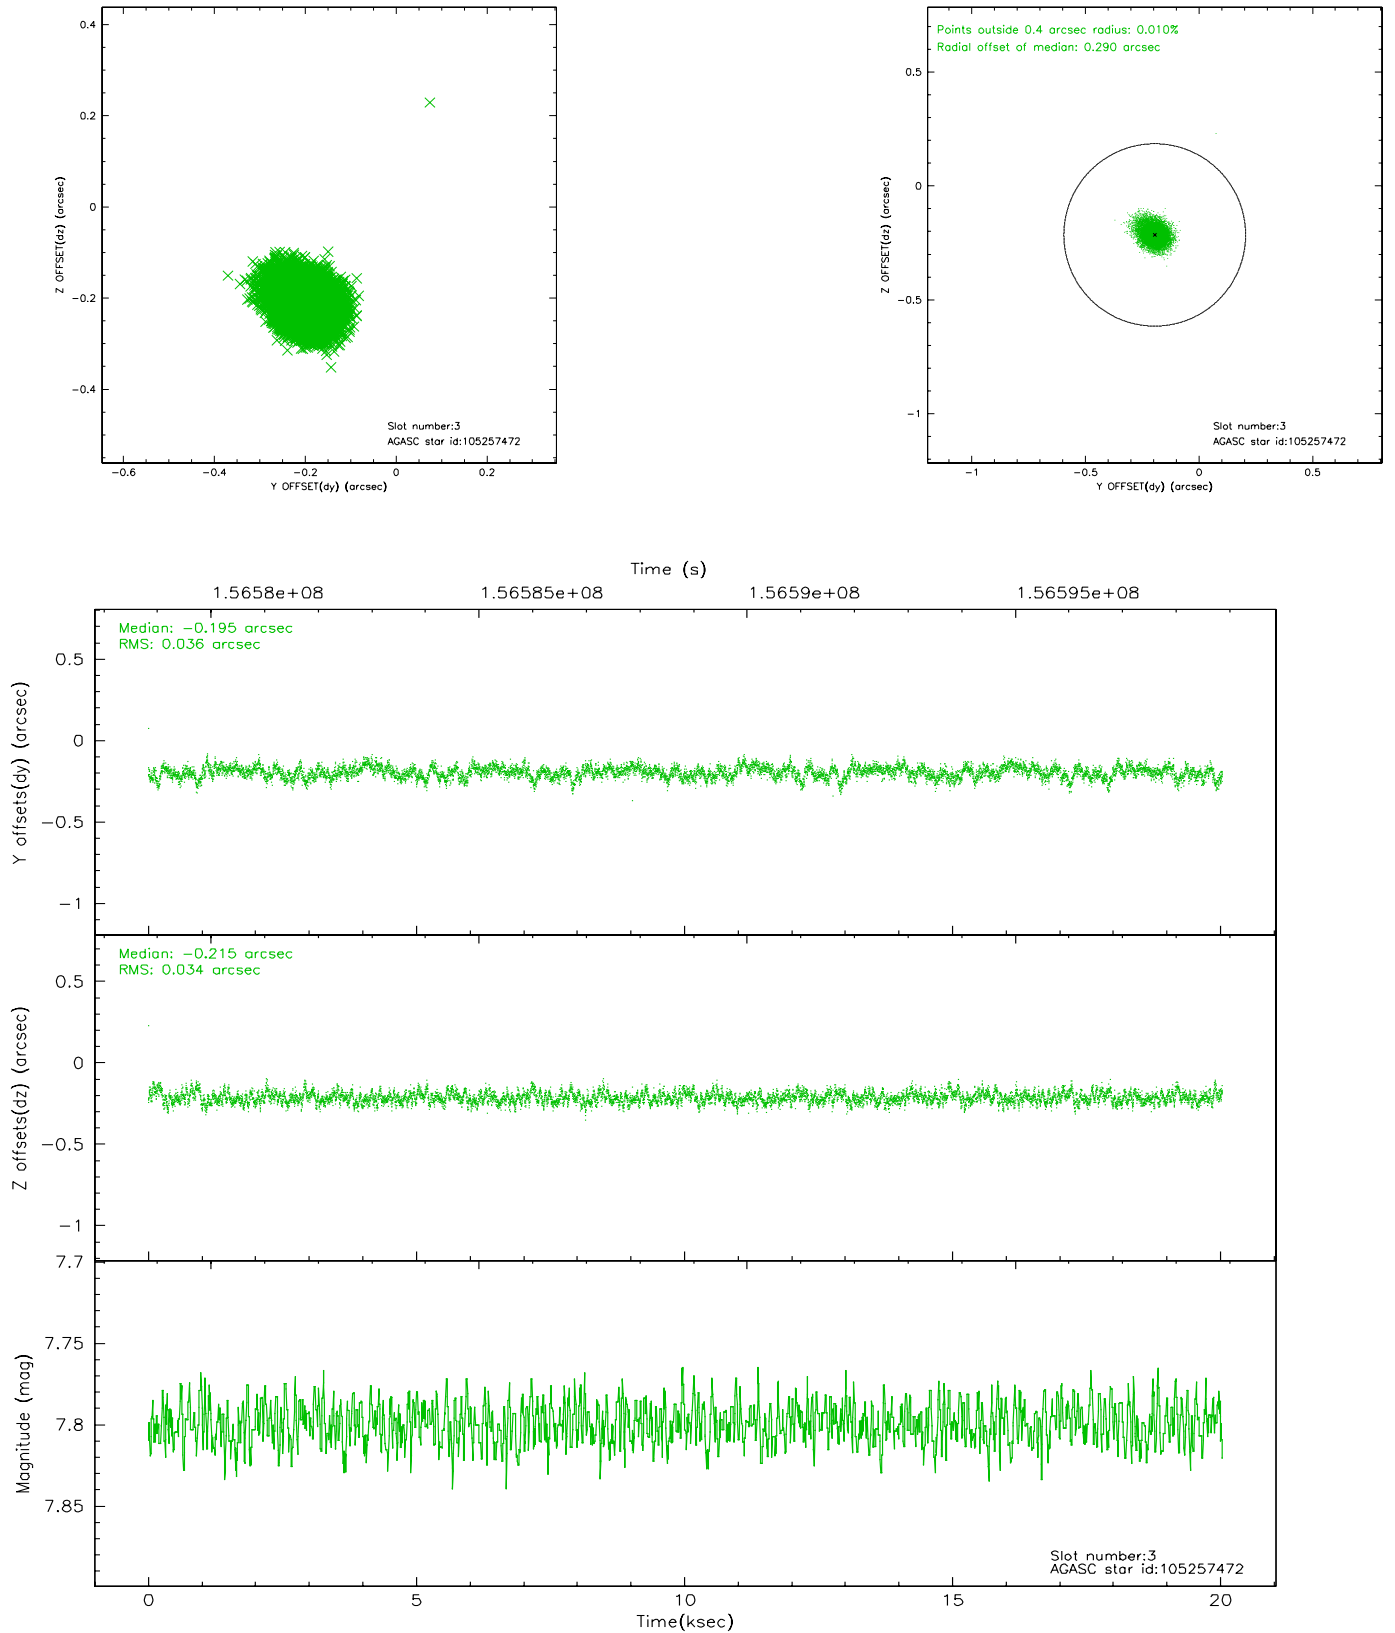 0.4
0.2
0
−0.2
−0.4
Z OFFSET(dz) (arcsec)
Slot number:3
AGASC star id:105257472
−0.6
−0.4
−0.2
0
0.2
Y OFFSET(dy) (arcsec)
Points outside 0.4 arcsec radius: 0.010%
Radial offset of median: 0.290 arcsec
0.5
0
−0.5
−1
Z OFFSET(dz) (arcsec)
Slot number:3
AGASC star id:105257472
−1
−0.5
0
0.5
Y OFFSET(dy) (arcsec)
Time (s)
1.5658e+08
1.56585e+08
1.5659e+08
1.56595e+08
Median: −0.195 arcsec
RMS: 0.036 arcsec
0.5
0
−0.5
−1
Y offsets(dy) (arcsec)
Median: −0.215 arcsec
RMS: 0.034 arcsec
0.5
0
−0.5
−1
Z offsets(dz) (arcsec)
7.7
7.75
7.8
7.85
Magnitude (mag)
Slot number:3
AGASC star id:105257472
0
5
10
15
20
Time(ksec)